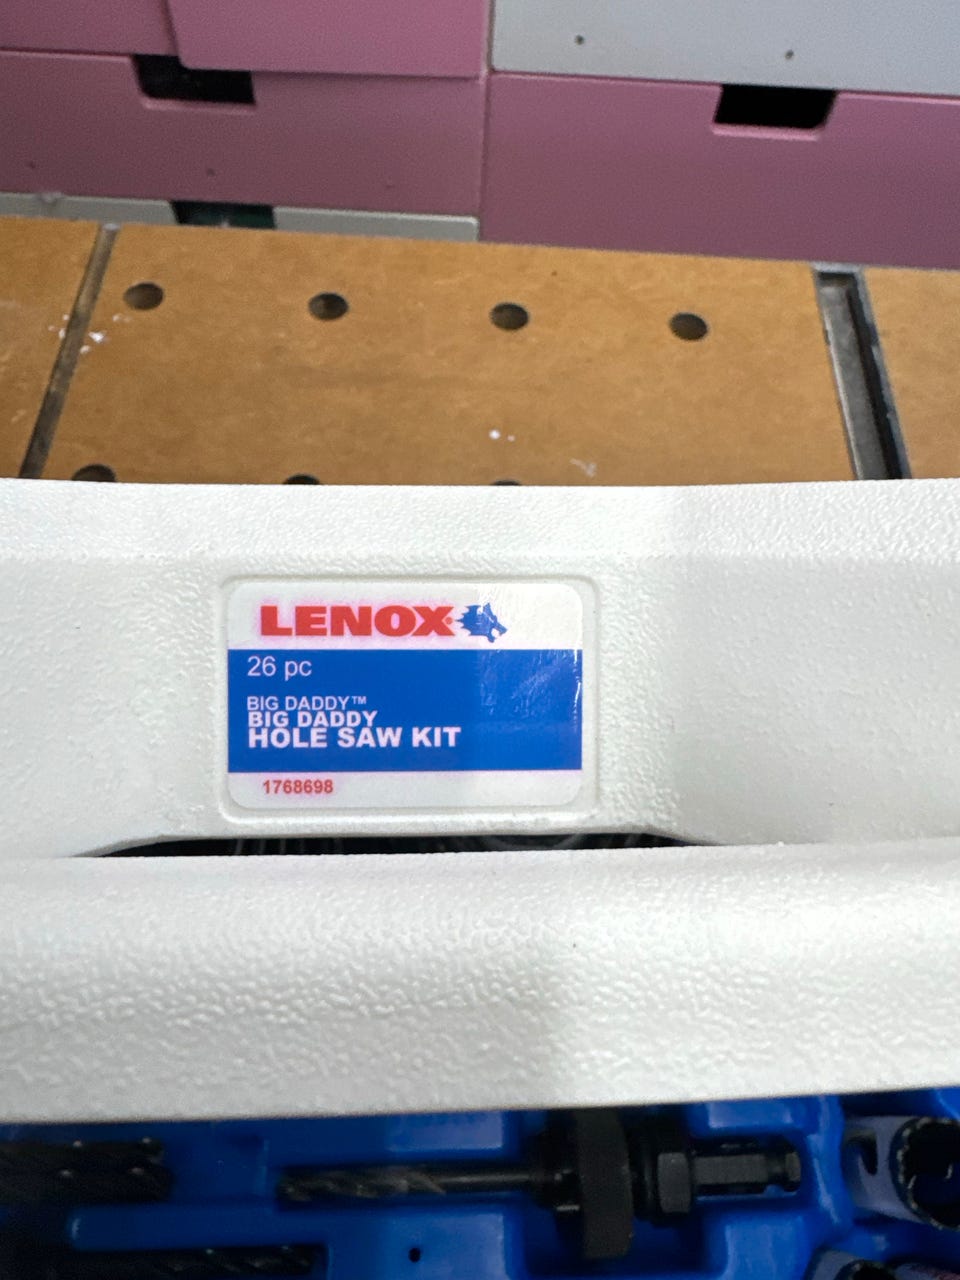 LENOX
26 pc
BIG DADDY™
BIG DADDY
HOLE SAW KIT
1768698